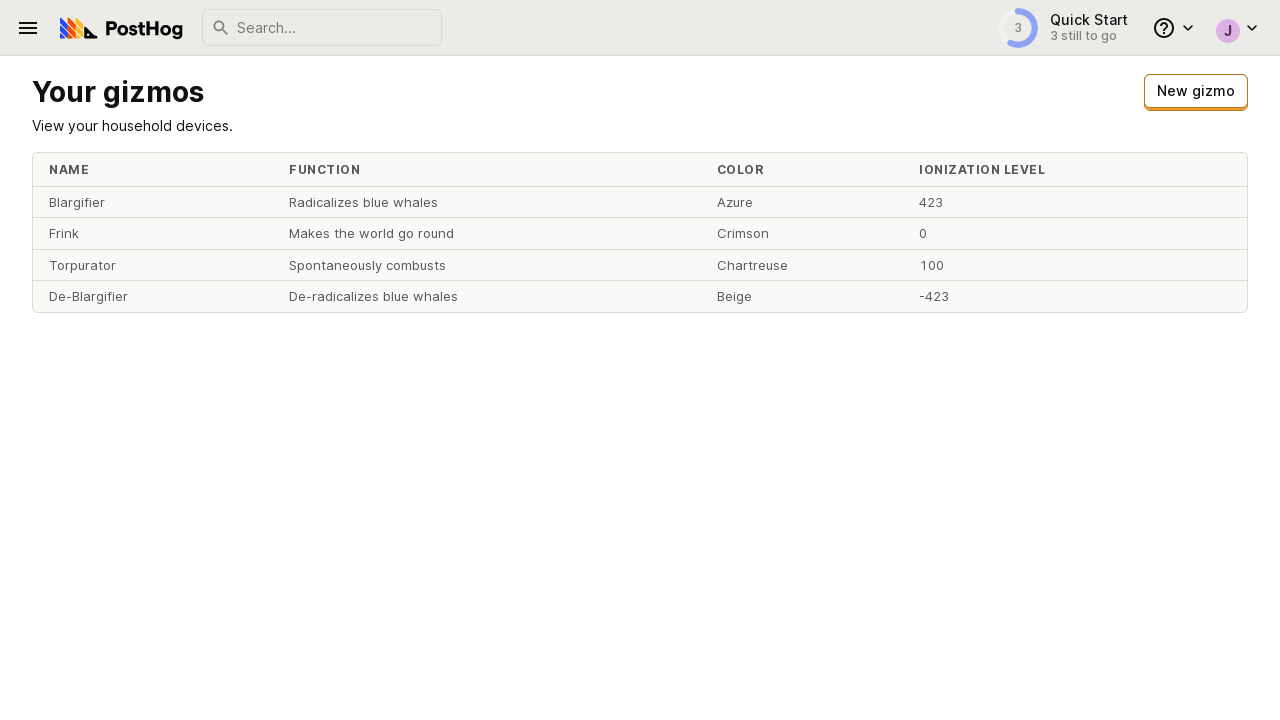 PostHog
Search...
3
Quick Start
3 still to go
J
Your gizmos
New gizmo
View your household devices.
NAME FUNCTION COLOR IONIZATION LEVEL
Blargifier Radicalizes blue whales Azure 423
Frink Makes the world go round Crimson 0
Torpurator Spontaneously combusts Chartreuse 100
De-Blargifier De-radicalizes blue whales Beige -423